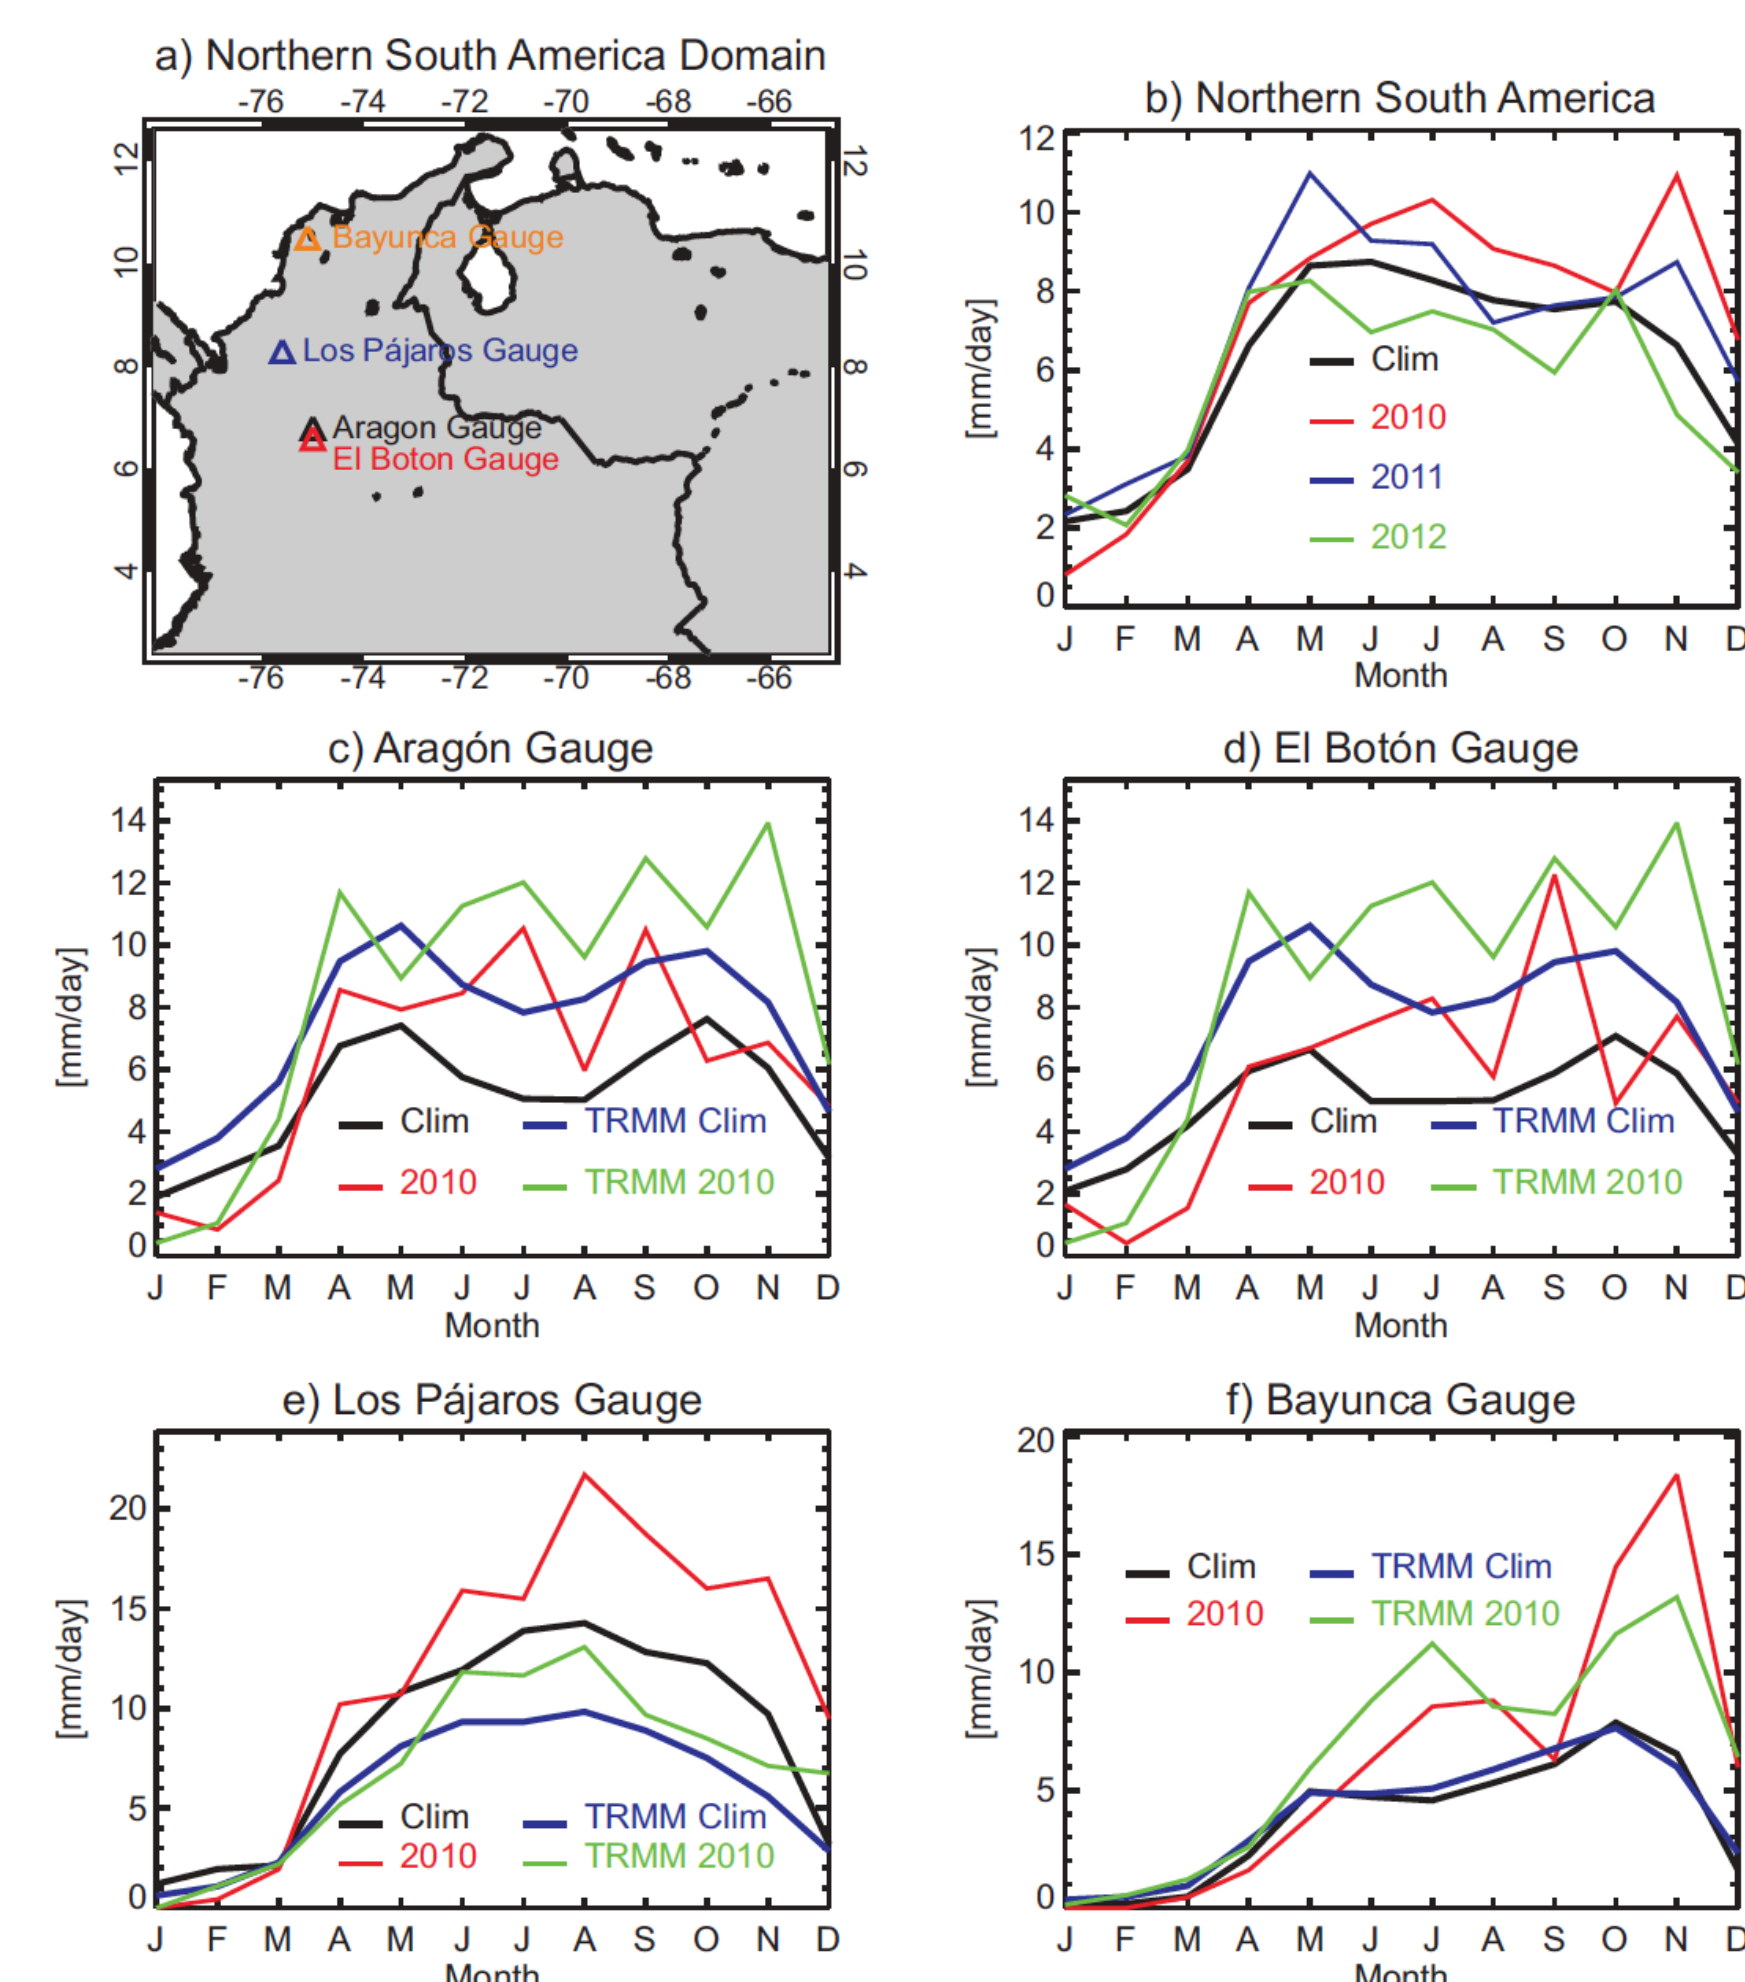 a) Northern South America Domain
-76 -74 -72 -70 -68 -66
12 12
Bayunca Gauge
10 10
Los Pájaros Gauge
8 8
Aragon Gauge
El Boton Gauge
6 6
4 4
-76 -74 -72 -70 -68 -66
b) Northern South America
12
10
8
6
4
2
0
[mm/day]
Clim
2010
2011
2012
J F M A M J J A S O N D
Month
c) Aragón Gauge
14
12
10
8
6
4
2
0
[mm/day]
Clim TRMM Clim
2010 TRMM 2010
J F M A M J J A S O N D
Month
d) El Botón Gauge
14
12
10
8
6
4
2
0
[mm/day]
Clim TRMM Clim
2010 TRMM 2010
J F M A M J J A S O N D
Month
e) Los Pájaros Gauge
20
15
10
5
0
[mm/day]
Clim TRMM Clim
2010 TRMM 2010
J F M A M J J A S O N D
Month
f) Bayunca Gauge
20
15
10
5
0
[mm/day]
Clim TRMM Clim
2010 TRMM 2010
J F M A M J J A S O N D
Month